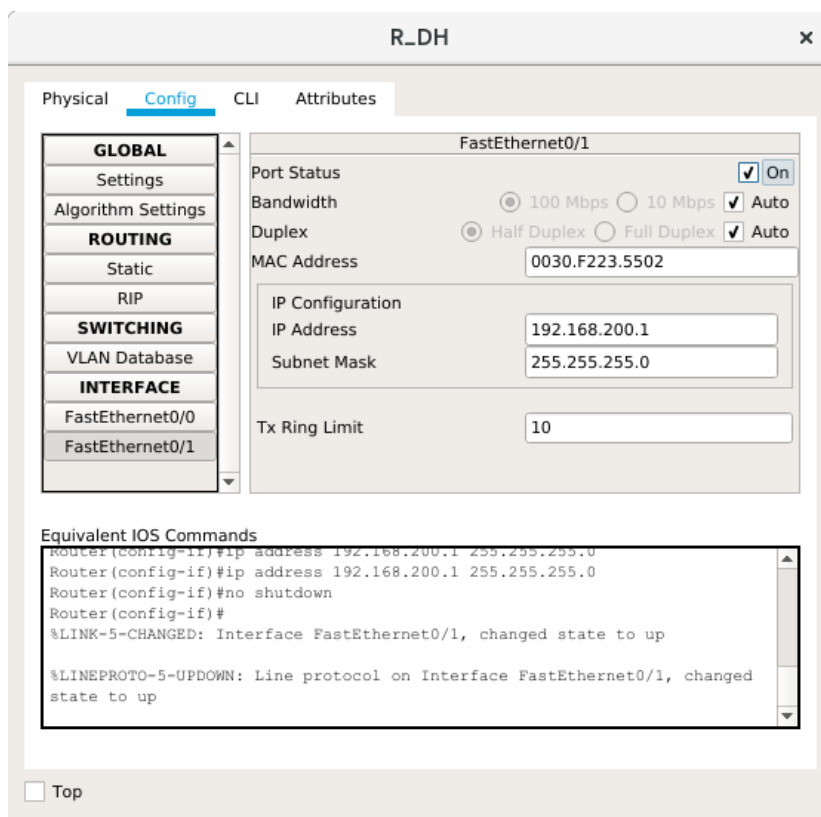 R_DH
Physical Config CLI Attributes
GLOBAL
Settings
Algorithm Settings
ROUTING
Static
RIP
SWITCHING
VLAN Database
INTERFACE
FastEthernet0/0
FastEthernet0/1
FastEthernet0/1
Port Status On
Bandwidth 100 Mbps 10 Mbps Auto
Duplex Half Duplex Full Duplex Auto
MAC Address 0030.F223.5502
IP Configuration
IP Address 192.168.200.1
Subnet Mask 255.255.255.0
Tx Ring Limit 10
Equivalent IOS Commands
Router(config-if)#ip address 192.168.200.1 255.255.255.0
Router(config-if)#ip address 192.168.200.1 255.255.255.0
Router(config-if)#no shutdown
Router(config-if)#
%LINK-5-CHANGED: Interface FastEthernet0/1, changed state to up
%LINEPROTO-5-UPDOWN: Line protocol on Interface FastEthernet0/1, changed
state to up
Top